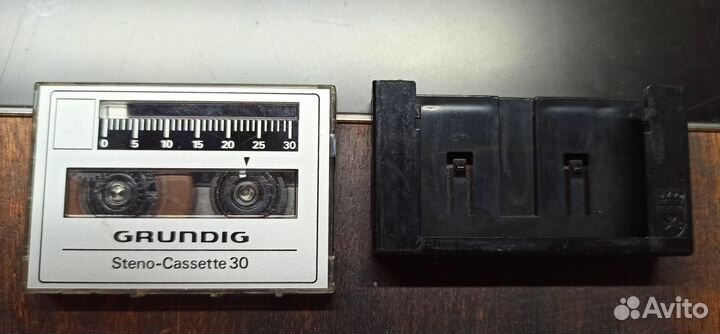 0 5 10 15 20 25 30
GRUNDIG
Steno-Cassette 30
Avito